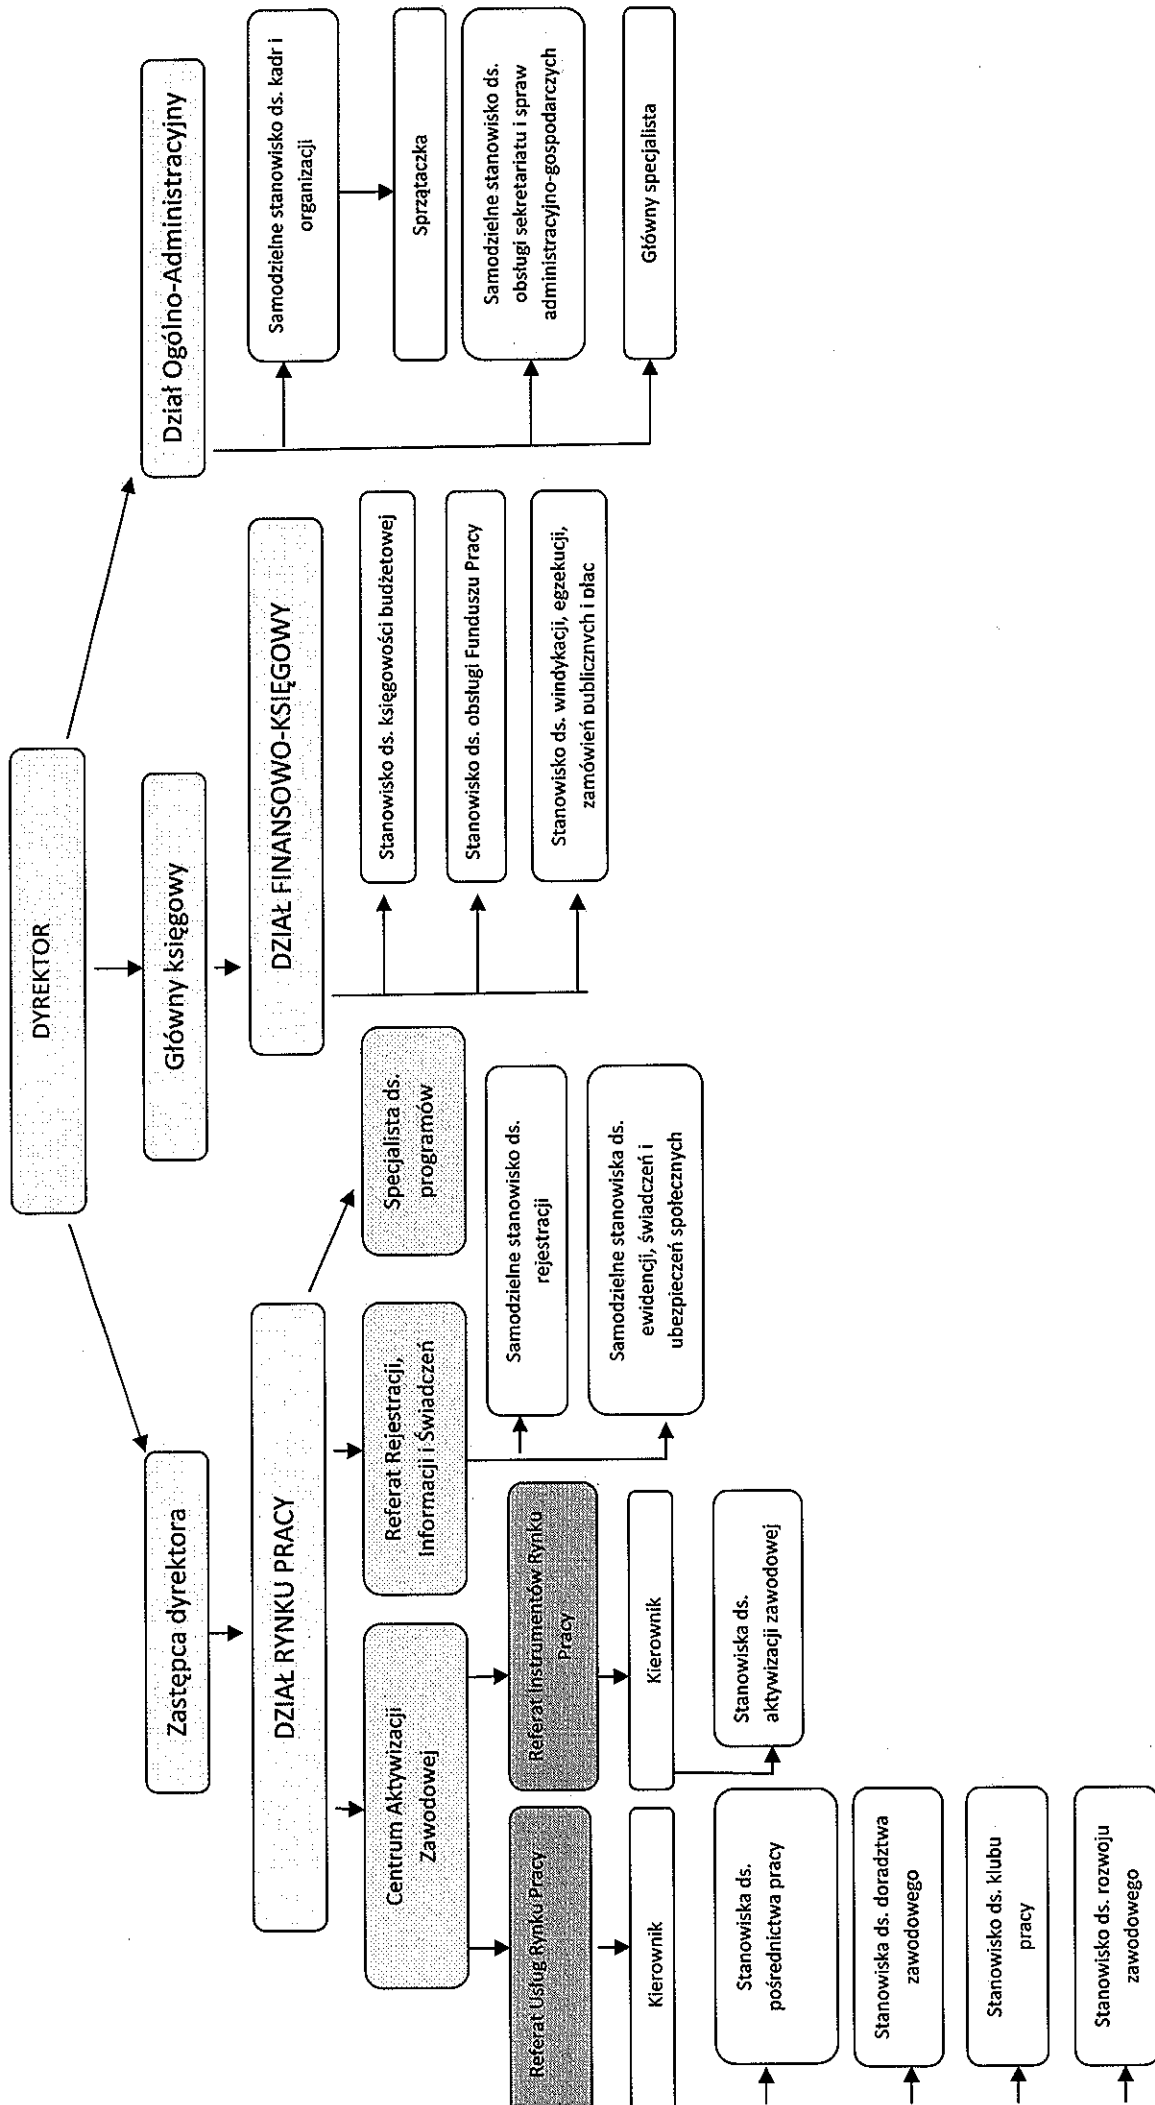 DYREKTOR
Zastępca dyrektora
Główny księgowy
Dział Ogólno-Administracyjny
DZIAŁ RYNKU PRACY
DZIAŁ FINANSOWO-KSIĘGOWY
Centrum Aktywizacji
Zawodowej
Referat Rejestracji,
Informacji i Świadczeń
Specjalista ds.
programów
Referat Usług Rynku Pracy
Kierownik
Stanowiska ds.
pośrednictwa pracy
Stanowiska ds. doradztwa
zawodowego
Stanowisko ds. klubu
pracy
Stanowisko ds. rozwoju
zawodowego
Referat Instrumentów Rynku
Pracy
Kierownik
Stanowiska ds.
aktywizacji zawodowej
Samodzielne stanowisko ds.
rejestracji
Samodzielne stanowiska ds.
ewidencji, świadczeń i
ubezpieczeń społecznych
Stanowisko ds. księgowości budżetowej
Stanowisko ds. obsługi Funduszu Pracy
Stanowisko ds. windykacji, egzekucji,
zamówień publicznych i płac
Samodzielne stanowisko ds. kadr i
organizacji
Sprzątaczka
Samodzielne stanowisko ds.
obsługi sekretariatu i spraw
administracyjno-gospodarczych
Główny specjalista